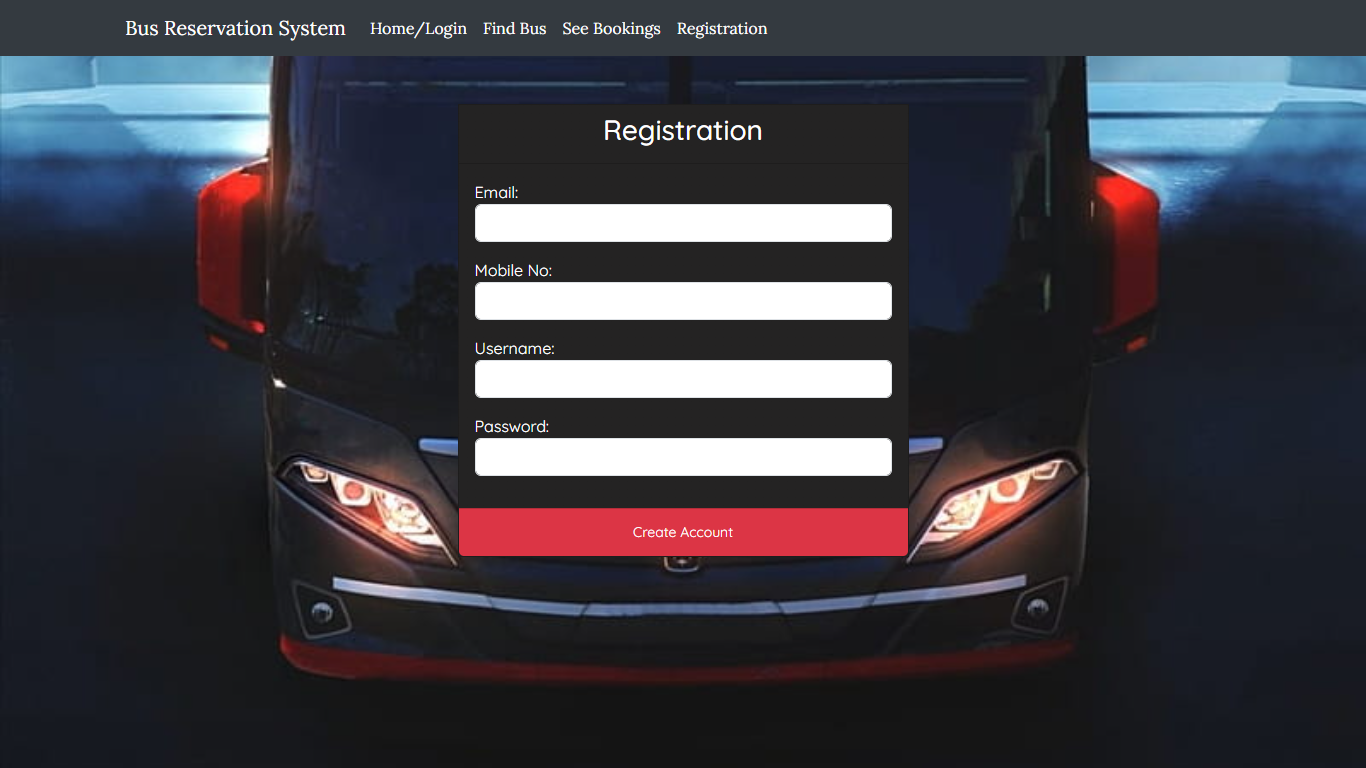 Bus Reservation System Home/Login Find Bus See Bookings Registration
Registration
Email:
Mobile No:
Username:
Password:
Create Account